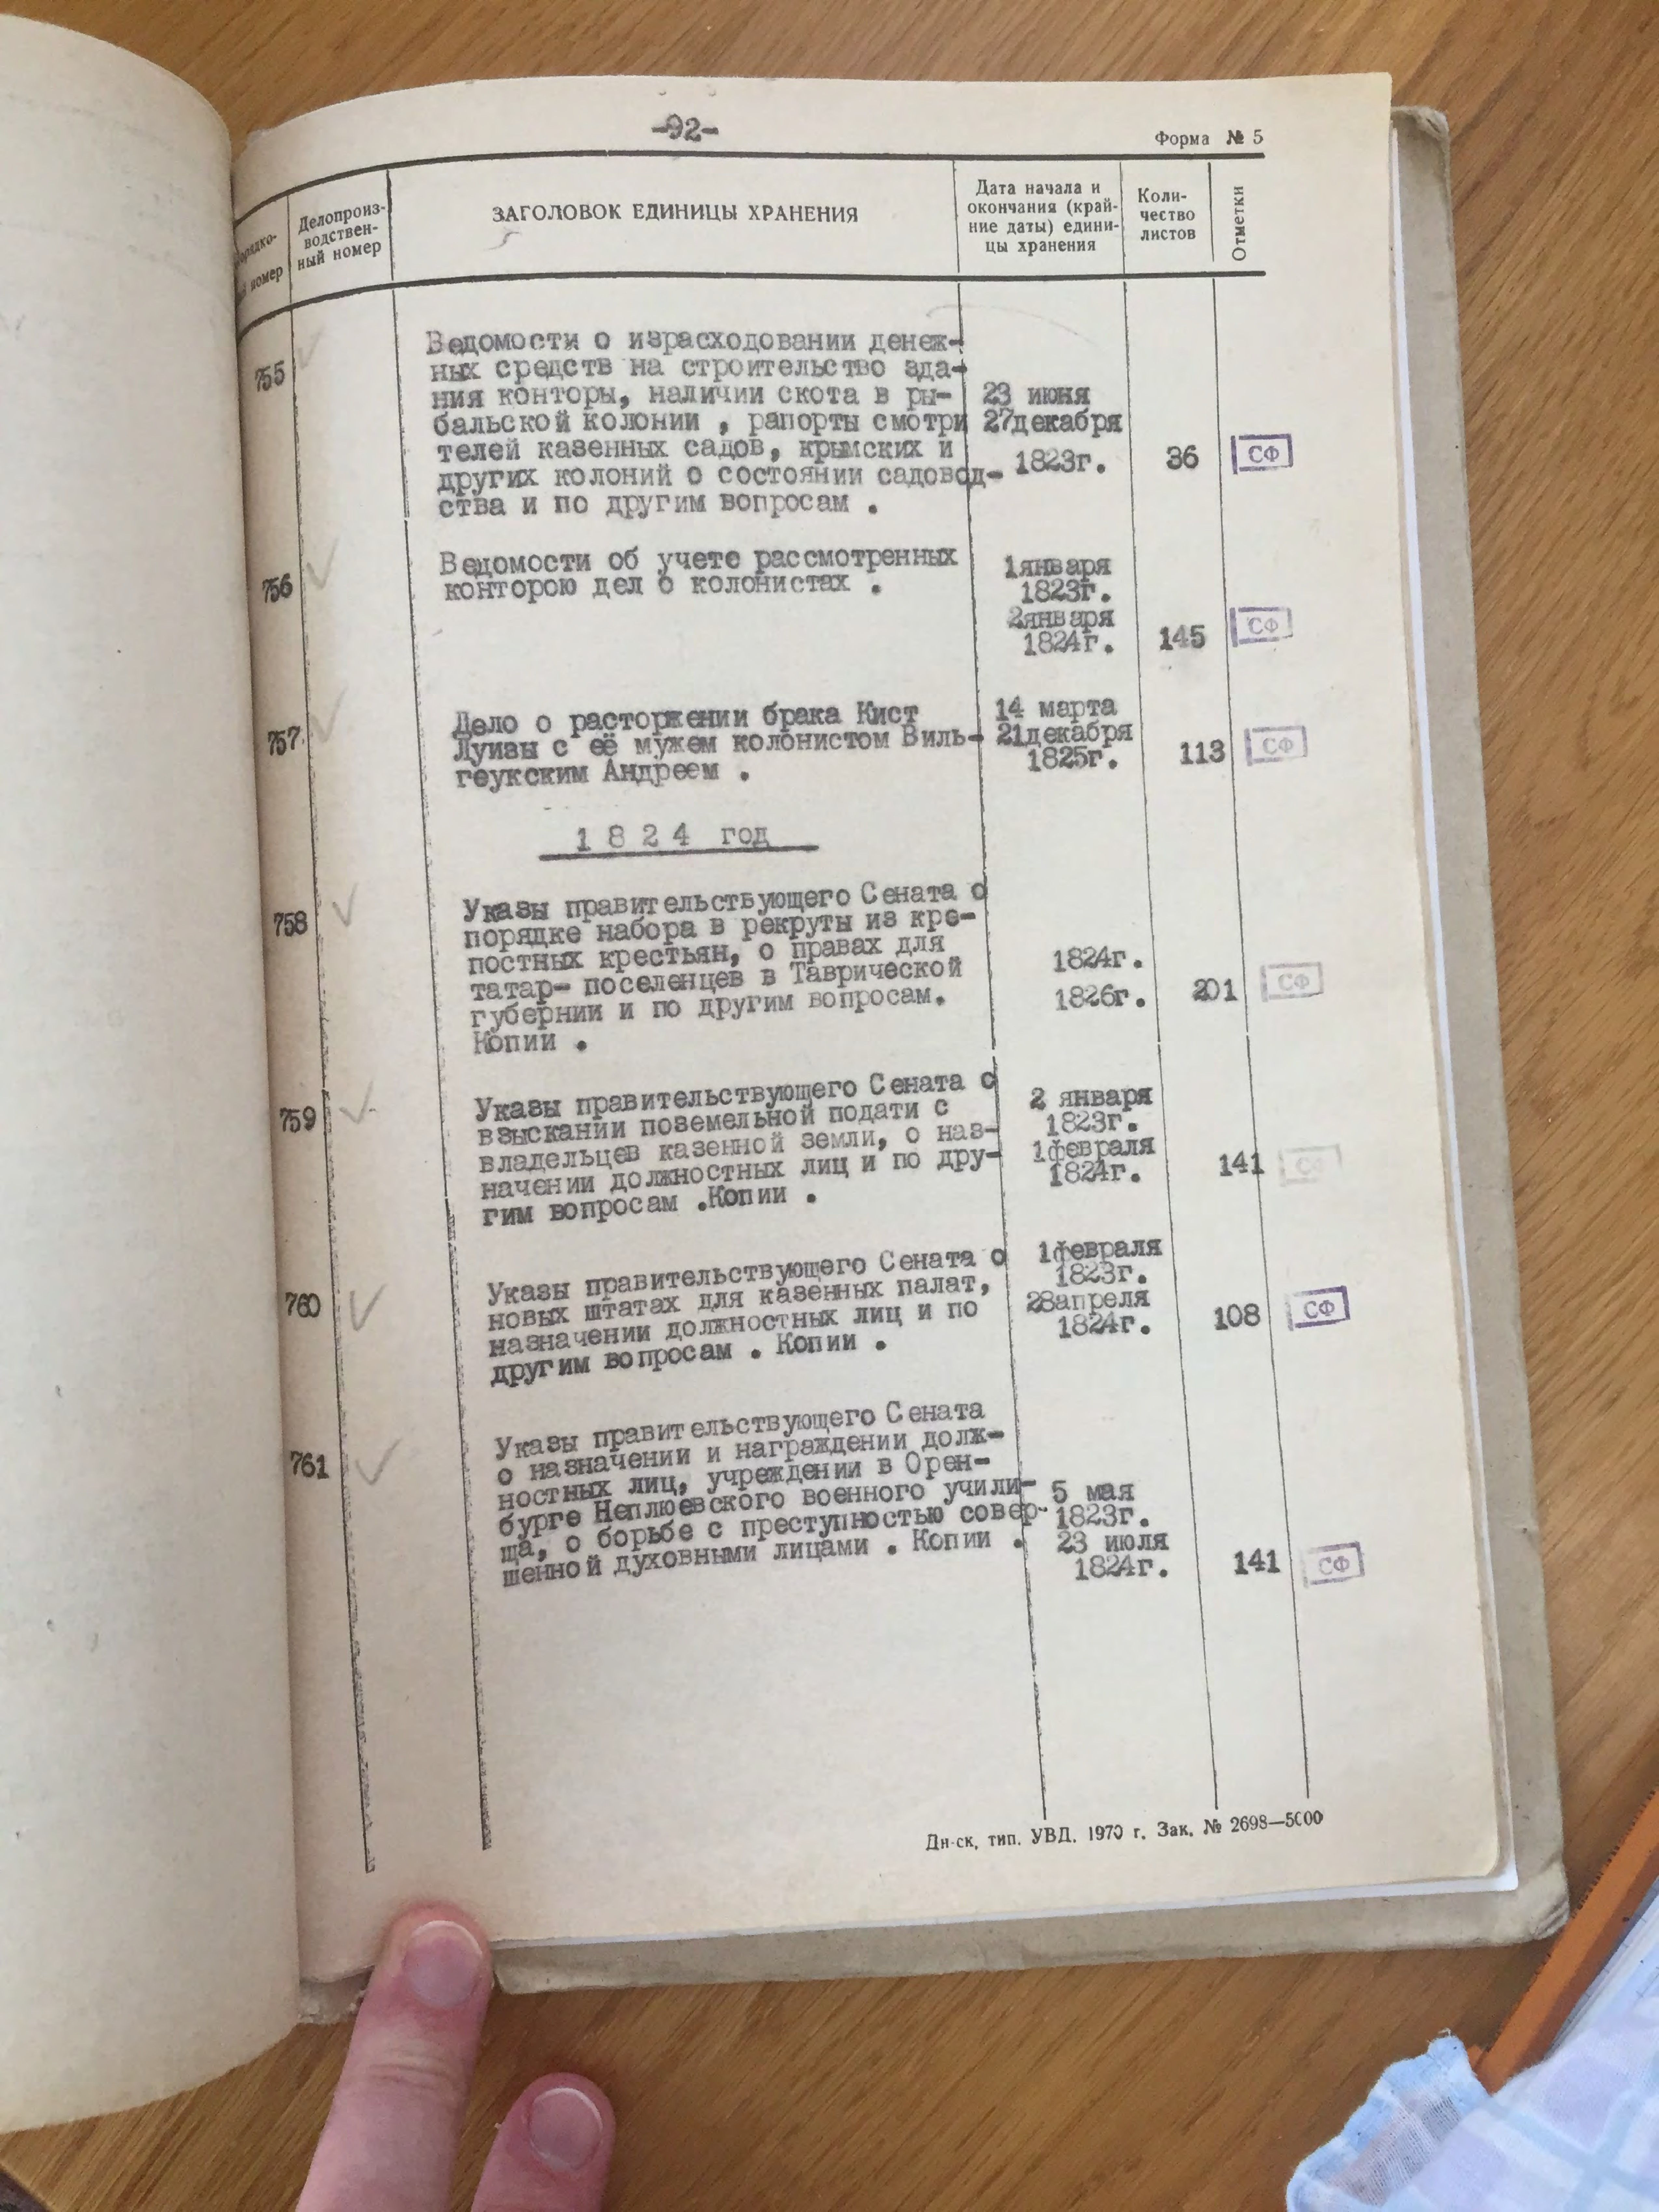 -92-
Форма № 5
Делопроиз-
водствен-
ный номер
ЗАГОЛОВОК ЕДИНИЦЫ ХРАНЕНИЯ
Дата начала и
окончания (край-
ние даты) едини-
цы хранения
Коли-
чество
листов
Отметки
755
Ведомости о израсходовании денеж-
ных средств на строительство зда-
ния конторы, наличии скота в ры-
бальской колонии , рапорты смотри
телей казенных садов, крымских и
других колоний о состоянии садовод-
ства и по другим вопросам .
23 июня
27декабря
1823г.
36
СФ
756
Ведомости об учете рассмотренных
конторою дел о колонистах .
1января
1823г.
2января
1824г.
145
СФ
757
Дело о расторжении брака Кист
Луизы с её мужем колонистом Виль-
геукским Андреем .
14 марта
21декабря
1825г.
113
СФ
1 8 2 4 год
758
Указы правительствующего Сената о
порядке набора в рекруты из кре-
постных крестьян, о правах для
татар- поселенцев в Таврической
губернии и по другим вопросам.
Копии .
1824г.
1826г.
201
СФ
759
Указы правительствующего Сената о
взыскании поземельной подати с
владельцев казенной земли, о наз-
начении должностных лиц и по дру-
гим вопросам .Копии .
2 января
1823г.
1февраля
1824г.
141
СФ
760
Указы правительствующего Сената о
новых штатах для казенных палат,
назначении должностных лиц и по
другим вопросам . Копии .
1февраля
1823г.
28апреля
1824г.
108
СФ
761
Указы правительствующего Сената
о назначении и награждении долж-
ностных лиц, учреждении в Орен-
бурге Неплюевского военного учили-
ща, о борьбе с преступностью совер-
шенной духовными лицами . Копии .
5 мая
1823г.
23 июля
1824г.
141
СФ
Дн-ск, тип. УВД. 1970 г. Зак. № 2698—5000